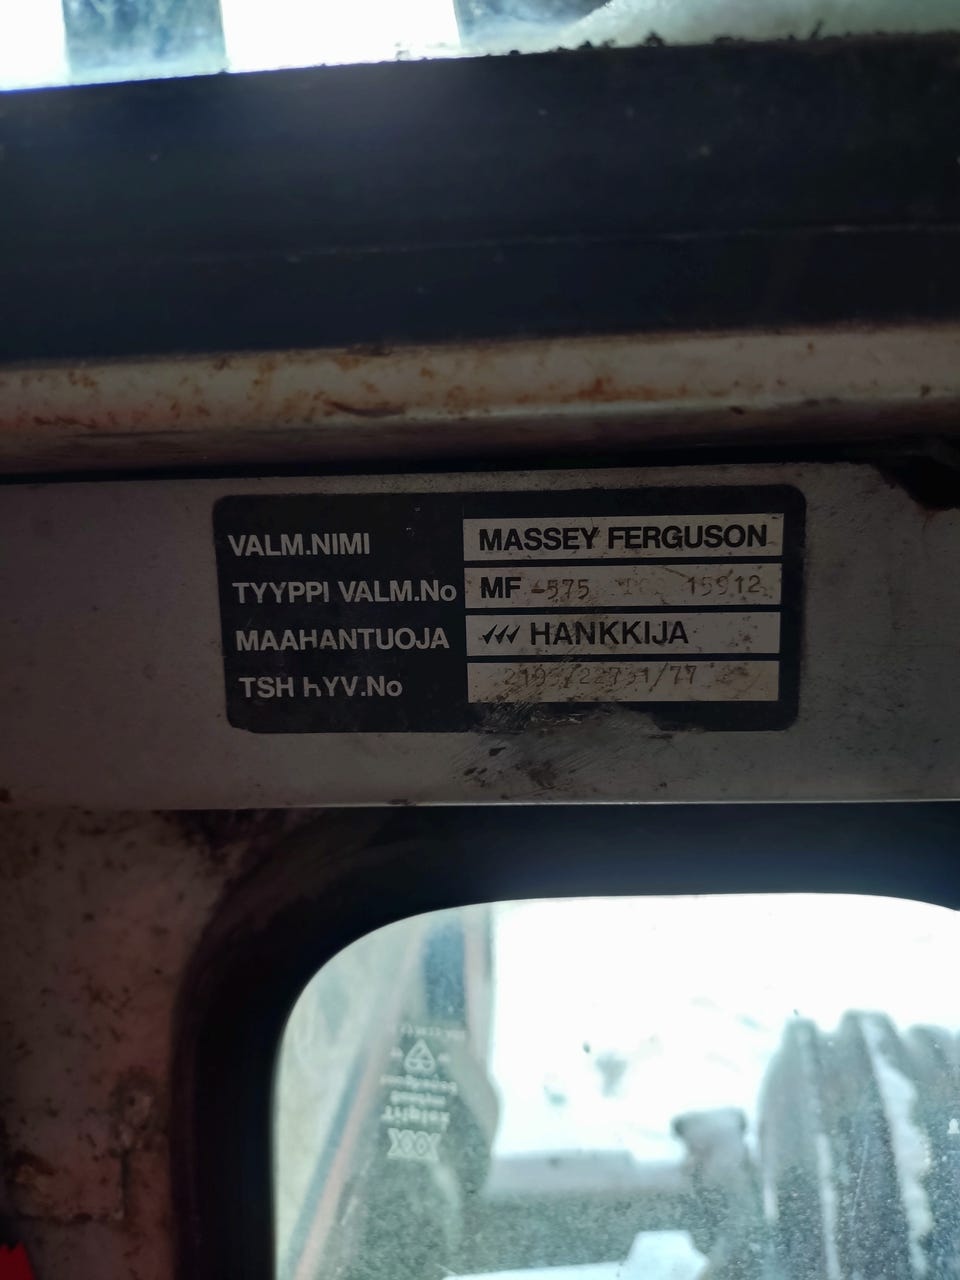 VALM.NIMI MASSEY FERGUSON
TYYPPI VALM.No MF -575 15912
MAAHANTUOJA HANKKIJA
TSH HYV.No